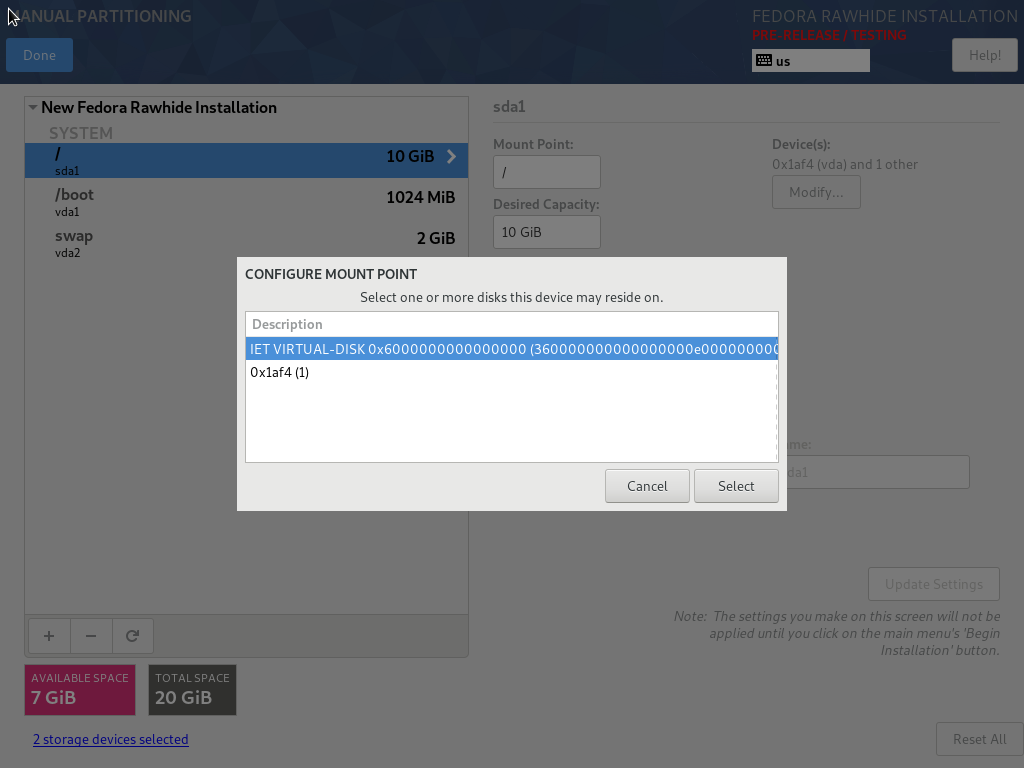 MANUAL PARTITIONING
FEDORA RAWHIDE INSTALLATION
PRE-RELEASE / TESTING
Done
us
Help!
New Fedora Rawhide Installation
SYSTEM
/
10 GiB
sda1
/boot
1024 MiB
vda1
swap
2 GiB
vda2
sda1
Mount Point:
/
Desired Capacity:
10 GiB
Device(s):
0x1af4 (vda) and 1 other
Modify...
CONFIGURE MOUNT POINT
Select one or more disks this device may reside on.
Description
IET VIRTUAL-DISK 0x6000000000000000 (360000000000000000e000000000
0x1af4 (1)
Cancel
Select
ame:
da1
Update Settings
Note: The settings you make on this screen will not be
applied until you click on the main menu's 'Begin
Installation' button.
AVAILABLE SPACE
7 GiB
TOTAL SPACE
20 GiB
2 storage devices selected
Reset All